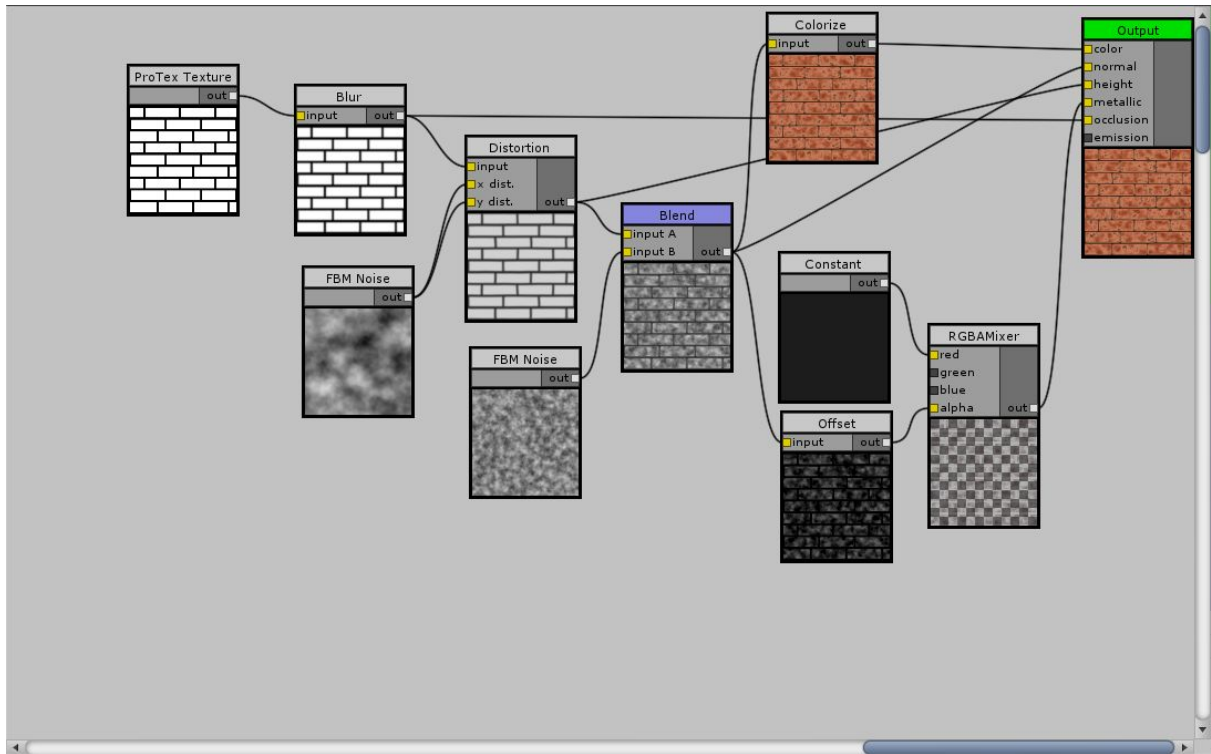 ProTex Texture
out
Blur
input out
FBM Noise
out
Distortion
input
x dist.
y dist. out
FBM Noise
out
Blend
input A
input B out
Colorize
input out
Constant
out
Offset
input out
RGBAMixer
red
green
blue
alpha out
Output
color
normal
height
metallic
occlusion
emission